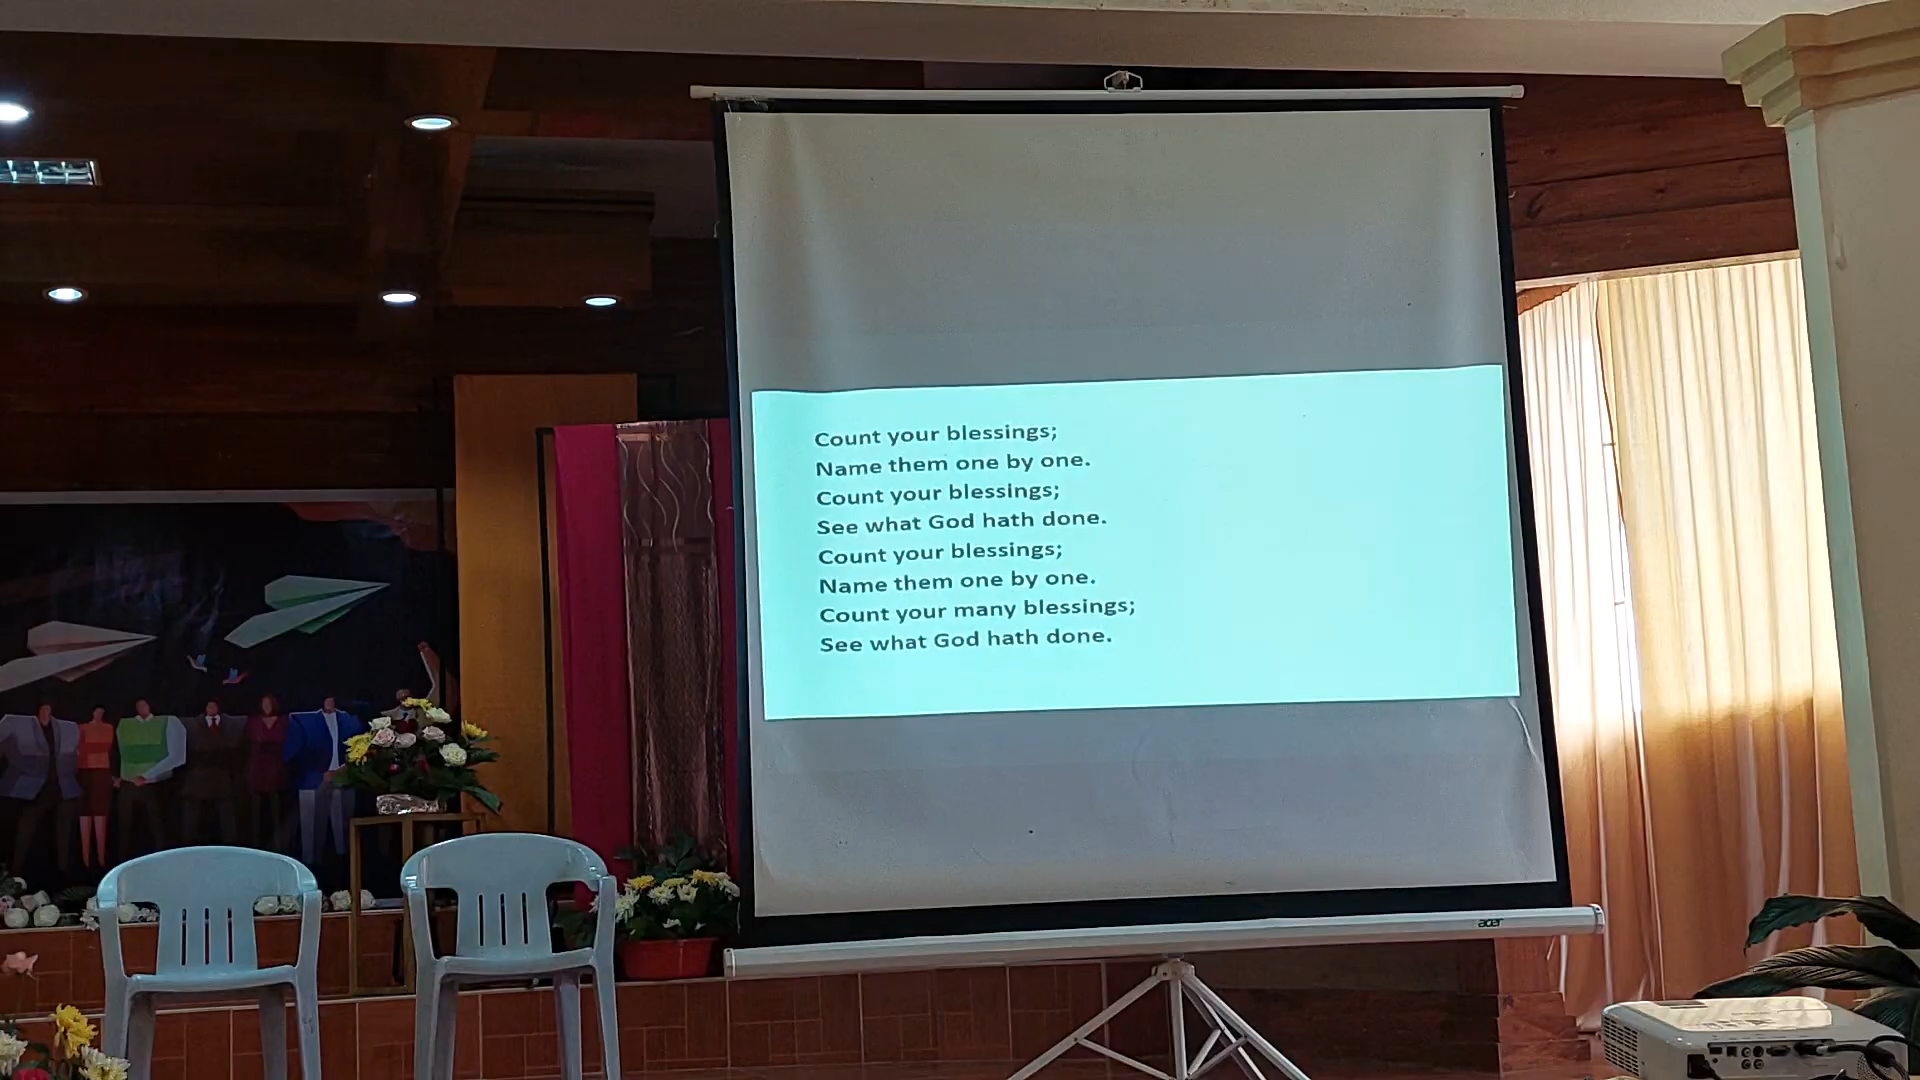 Count your blessings;
Name them one by one.
Count your blessings;
See what God hath done.
Count your blessings;
Name them one by one.
Count your many blessings;
See what God hath done.
acer